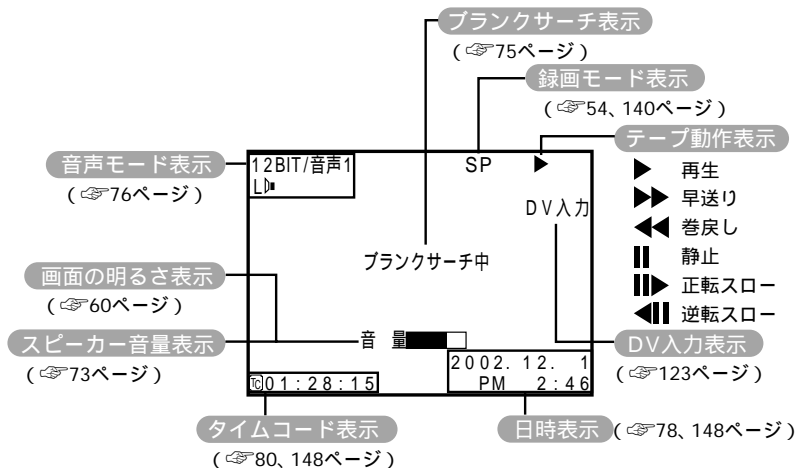 ブランクサーチ表示
(☞75ページ)
録画モード表示
(☞54、140ページ)
テープ動作表示
▶ 再生
▶▶ 早送り
◀◀ 巻戻し
❙❙ 静止
❙❙▶ 正転スロー
◀❙❙ 逆転スロー
音声モード表示
(☞76ページ)
12BIT/音声1
L
SP ▶
DV入力
ブランクサーチ中
画面の明るさ表示
(☞60ページ)
スピーカー音量表示
(☞73ページ)
音 量
DV入力表示
(☞123ページ)
2002.12. 1
PM 2:46
TC 01:28:15
タイムコード表示
(☞80、148ページ)
日時表示 (☞78、148ページ)